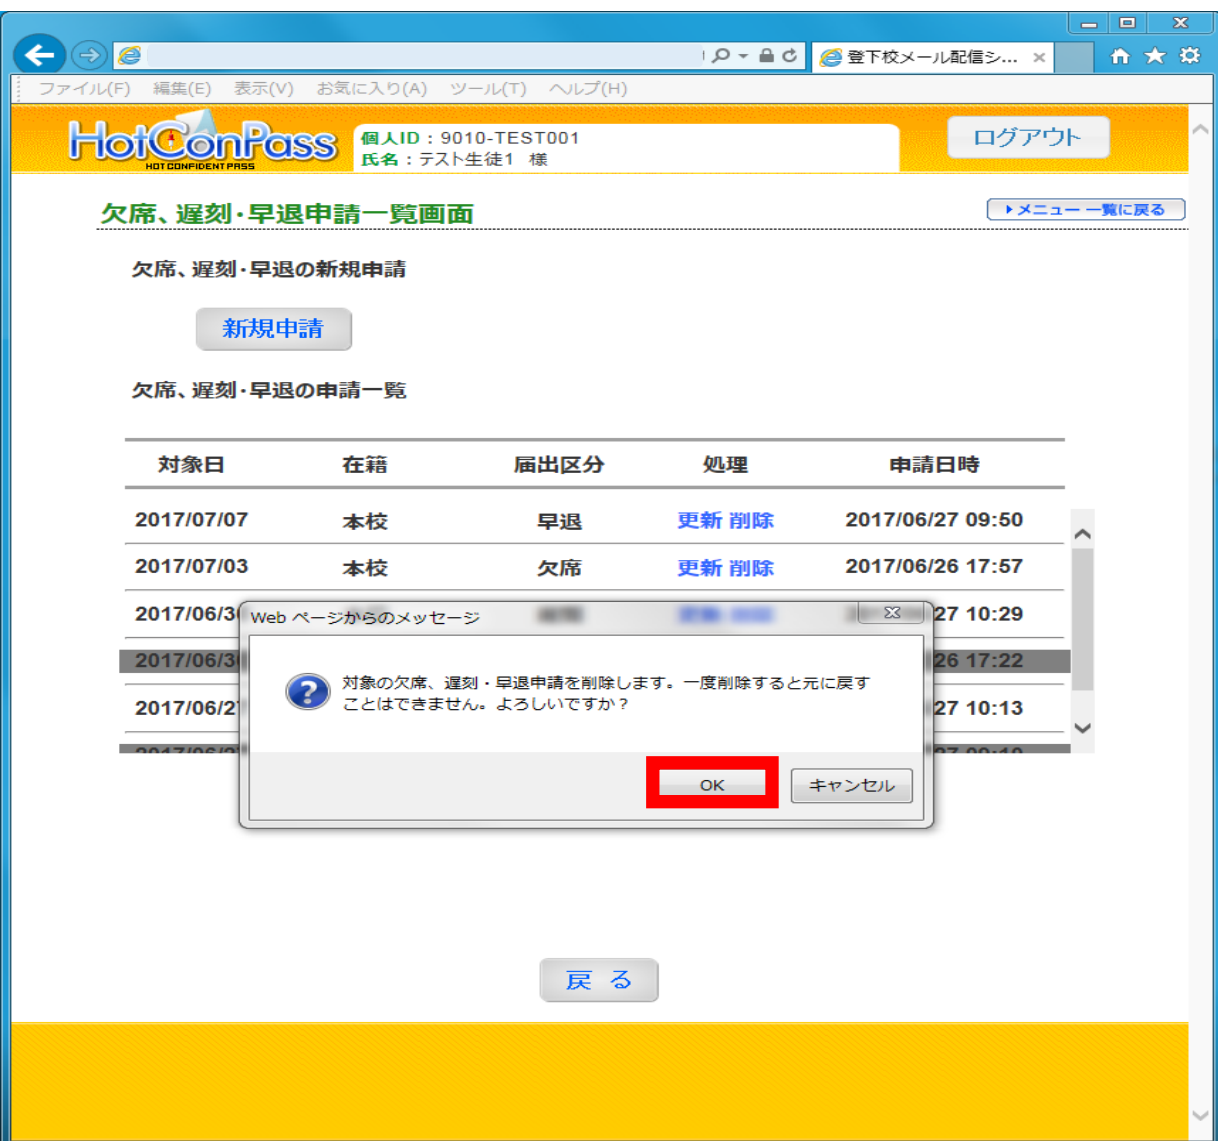 登下校メール配信シ...
ファイル(F) 編集(E) 表示(V) お気に入り(A) ツール(T) ヘルプ(H)
HotConPass
HOT CONFIDENT PASS
個人ID：9010-TEST001
氏名：テスト生徒1 様
ログアウト
欠席、遅刻・早退申請一覧画面
メニュー 一覧に戻る
欠席、遅刻・早退の新規申請
新規申請
欠席、遅刻・早退の申請一覧
対象日 在籍 届出区分 処理 申請日時
2017/07/07 本校 早退 更新 削除 2017/06/27 09:50
2017/07/03 本校 欠席 更新 削除 2017/06/26 17:57
2017/06/30 27 10:29
Web ページからのメッセージ
2017/06/30 26 17:22
対象の欠席、遅刻・早退申請を削除します。一度削除すると元に戻す
ことはできません。よろしいですか？
2017/06/27 27 10:13
OK キャンセル
戻 る